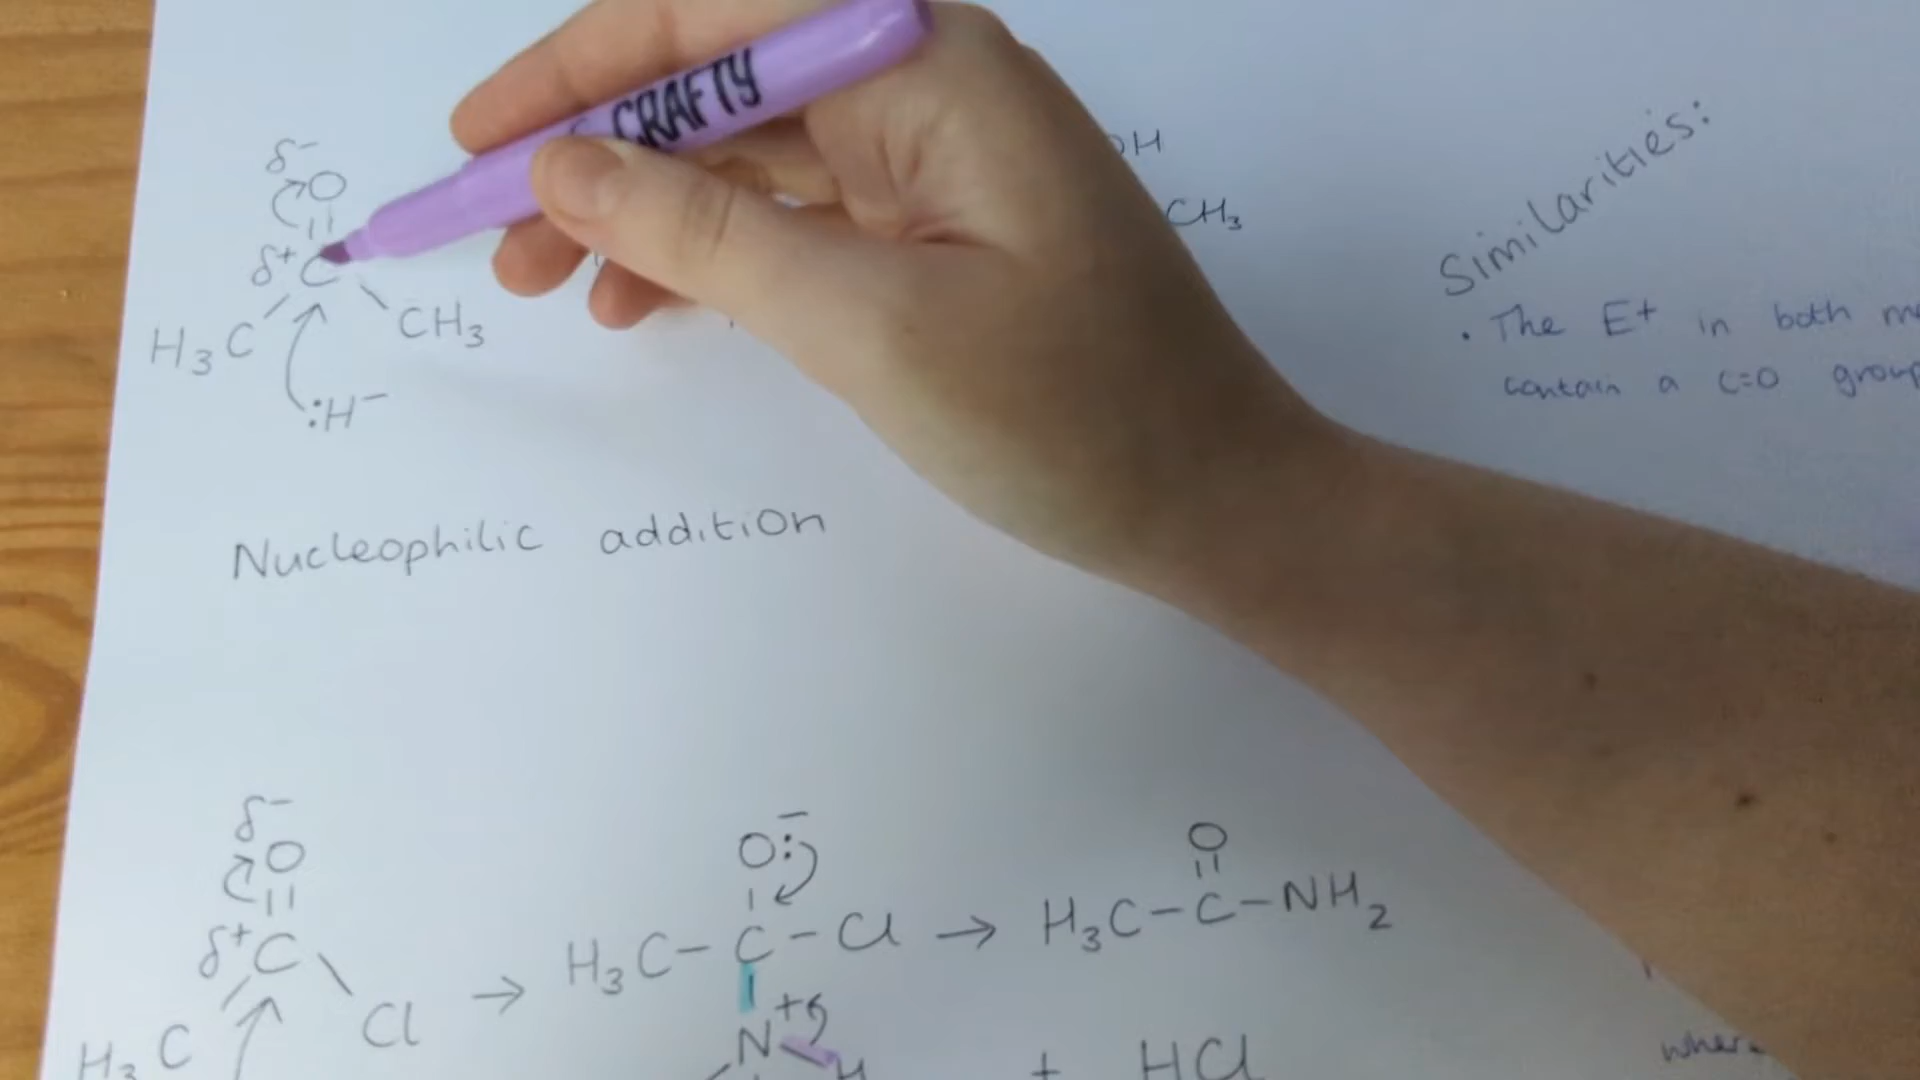 CRAFTY
δ-
O
δ+ C
H3C CH3
:H-
OH
CH3
Nucleophilic addition
Similarities:
· The E+ in both
contain a C=O group
δ-
O
δ+ C
H3C Cl
→
O:-
H3C-C-Cl
N+
H
→
O
H3C-C-NH2
+ HCl
where